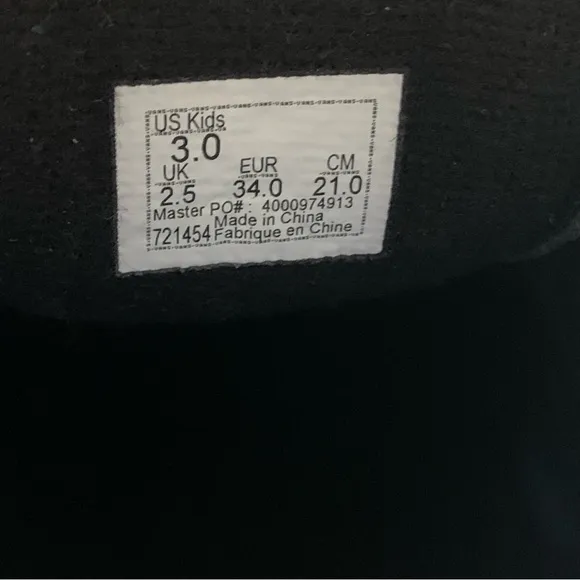 US Kids
3.0
UK EUR CM
2.5 34.0 21.0
Master PO# : 4000974913
Made in China
721454 Fabrique en Chine